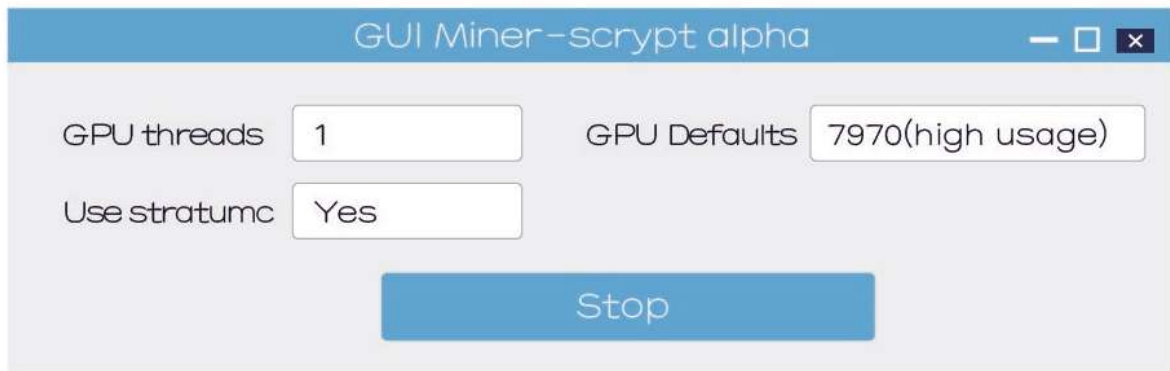 GUI Miner-scrypt alpha
GPU threads 1 GPU Defaults 7970(high usage)
Use stratumc Yes
Stop